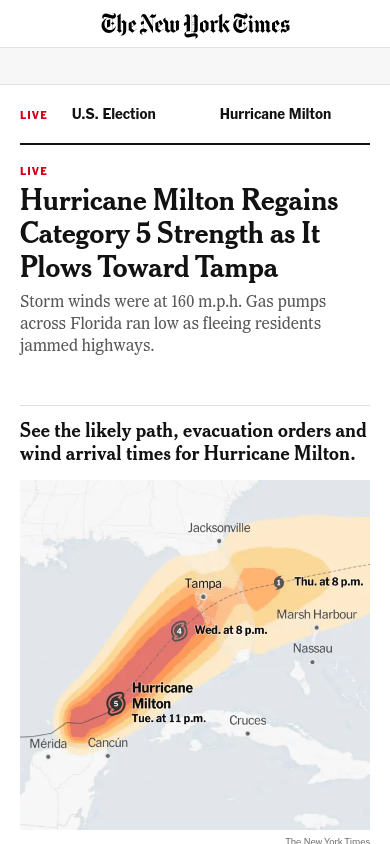 The New York Times
LIVE U.S. Election Hurricane Milton
LIVE
Hurricane Milton Regains
Category 5 Strength as It
Plows Toward Tampa
Storm winds were at 160 m.p.h. Gas pumps
across Florida ran low as fleeing residents
jammed highways.
See the likely path, evacuation orders and
wind arrival times for Hurricane Milton.
Jacksonville
Tampa
1 Thu. at 8 p.m.
Marsh Harbour
4 Wed. at 8 p.m.
Nassau
Hurricane
5 Milton
Tue. at 11 p.m.
Cruces
Mérida
Cancún
The New York Times